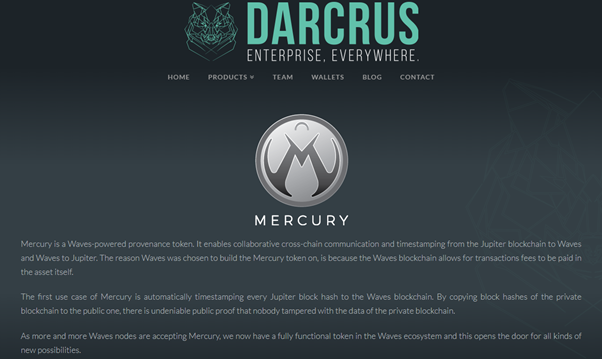 DARCRUS
ENTERPRISE, EVERYWHERE.
HOME PRODUCTS TEAM WALLETS BLOG CONTACT
MERCURY
Mercury is a Waves-powered provenance token. It enables collaborative cross-chain communication and timestamping from the Jupiter blockchain to Waves
and Waves to Jupiter. The reason Waves was chosen to build the Mercury token on, is because the Waves blockchain allows for transactions fees to be paid in
the asset itself.
The first use case of Mercury is automatically timestamping every Jupiter block hash to the Waves blockchain. By copying block hashes of the private
blockchain to the public one, there is undeniable public proof that nobody tampered with the data of the private blockchain.
As more and more Waves nodes are accepting Mercury, we now have a fully functional token in the Waves ecosystem and this opens the door for all kinds of
new possibilities.